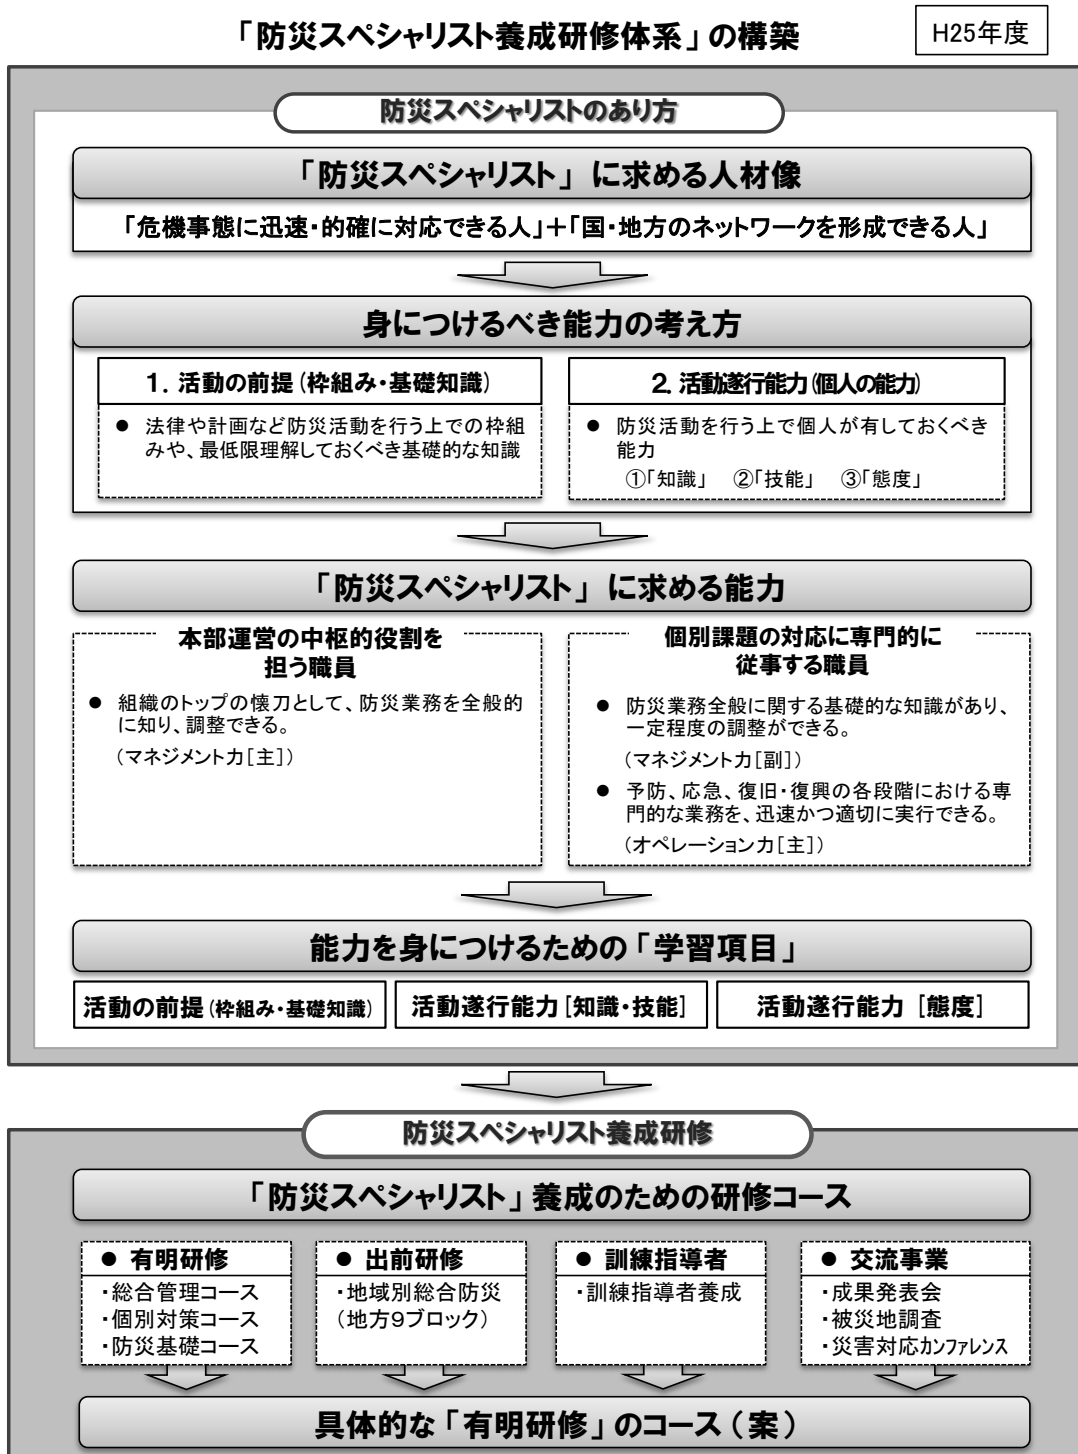 「防災スペシャリスト養成研修体系」の構築
H25年度
防災スペシャリストのあり方
「防災スペシャリスト」 に求める人材像
「危機事態に迅速・的確に対応できる人」＋「国・地方のネットワークを形成できる人」
身につけるべき能力の考え方
1. 活動の前提（枠組み・基礎知識）
● 法律や計画など防災活動を行う上での枠組
みや、最低限理解しておくべき基礎的な知識
2. 活動遂行能力（個人の能力）
● 防災活動を行う上で個人が有しておくべき
能力
①「知識」 ②「技能」 ③「態度」
「防災スペシャリスト」 に求める能力
本部運営の中枢的役割を
担う職員
● 組織のトップの懐刀として、防災業務を全般的
に知り、調整できる。
（マネジメント力［主］）
個別課題の対応に専門的に
従事する職員
● 防災業務全般に関する基礎的な知識があり、
一定程度の調整ができる。
（マネジメント力［副］）
● 予防、応急、復旧・復興の各段階における専
門的な業務を、迅速かつ適切に実行できる。
（オペレーション力［主］）
能力を身につけるための「学習項目」
活動の前提（枠組み・基礎知識）
活動遂行能力［知識・技能］
活動遂行能力 ［態度］
防災スペシャリスト養成研修
「防災スペシャリスト」養成のための研修コース
● 有明研修
・総合管理コース
・個別対策コース
・防災基礎コース
● 出前研修
・地域別総合防災
（地方９ブロック）
● 訓練指導者
・訓練指導者養成
● 交流事業
・成果発表会
・被災地調査
・災害対応カンファレンス
具体的な「有明研修」のコース（案）